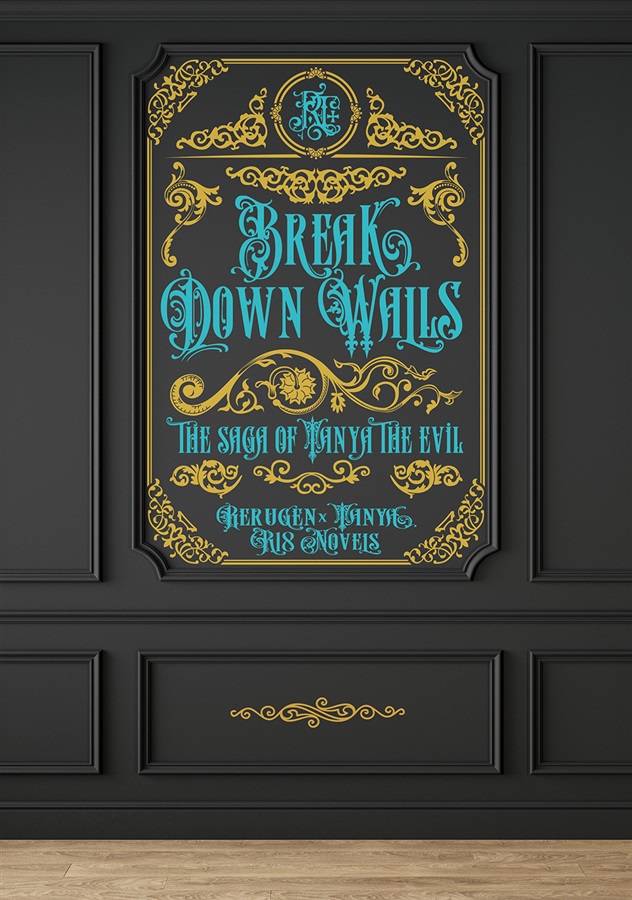 BREAK
DOWN WALLS
THE SAGA OF TANYA THE EVIL
RERUGEN × TANYA.
R18 NOVELS